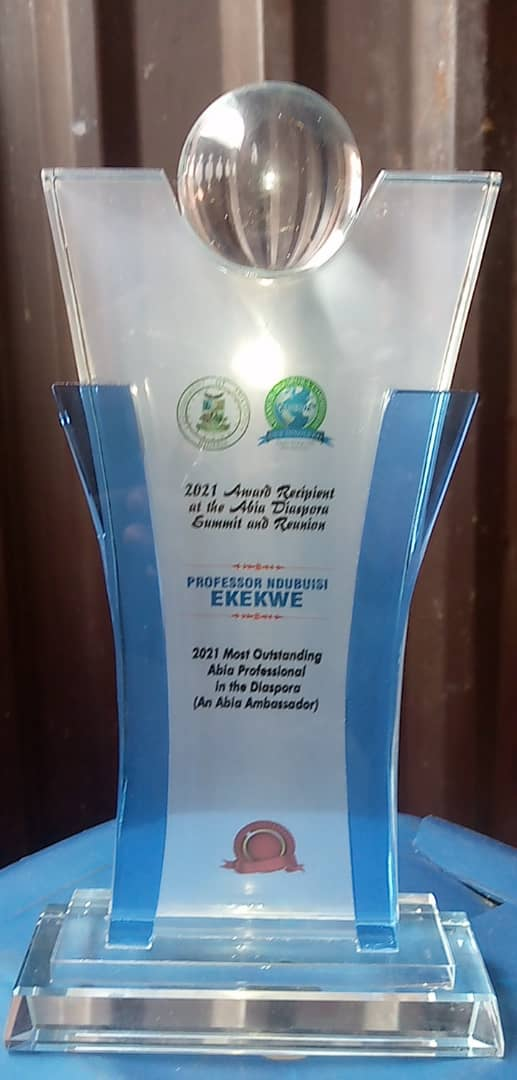 2021 Award Recipient
at the Abia Diaspora
Summit and Reunion
PROFESSOR NDUBUISI
EKEKWE
2021 Most Outstanding
Abia Professional
in the Diaspora
(An Abia Ambassador)